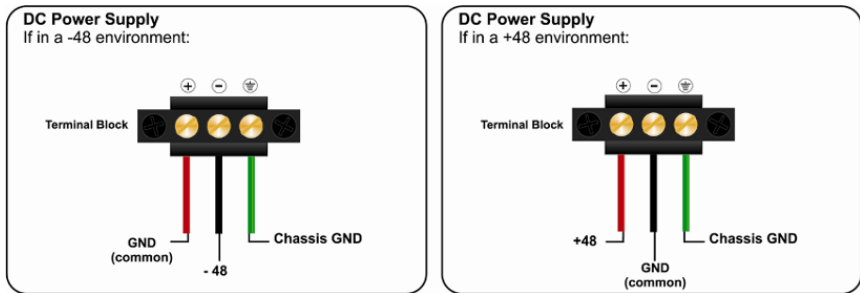 DC Power Supply
If in a -48 environment:
+ −
Terminal Block
GND
(common)
- 48
Chassis GND
DC Power Supply
If in a +48 environment:
+ −
Terminal Block
+48
GND
(common)
Chassis GND